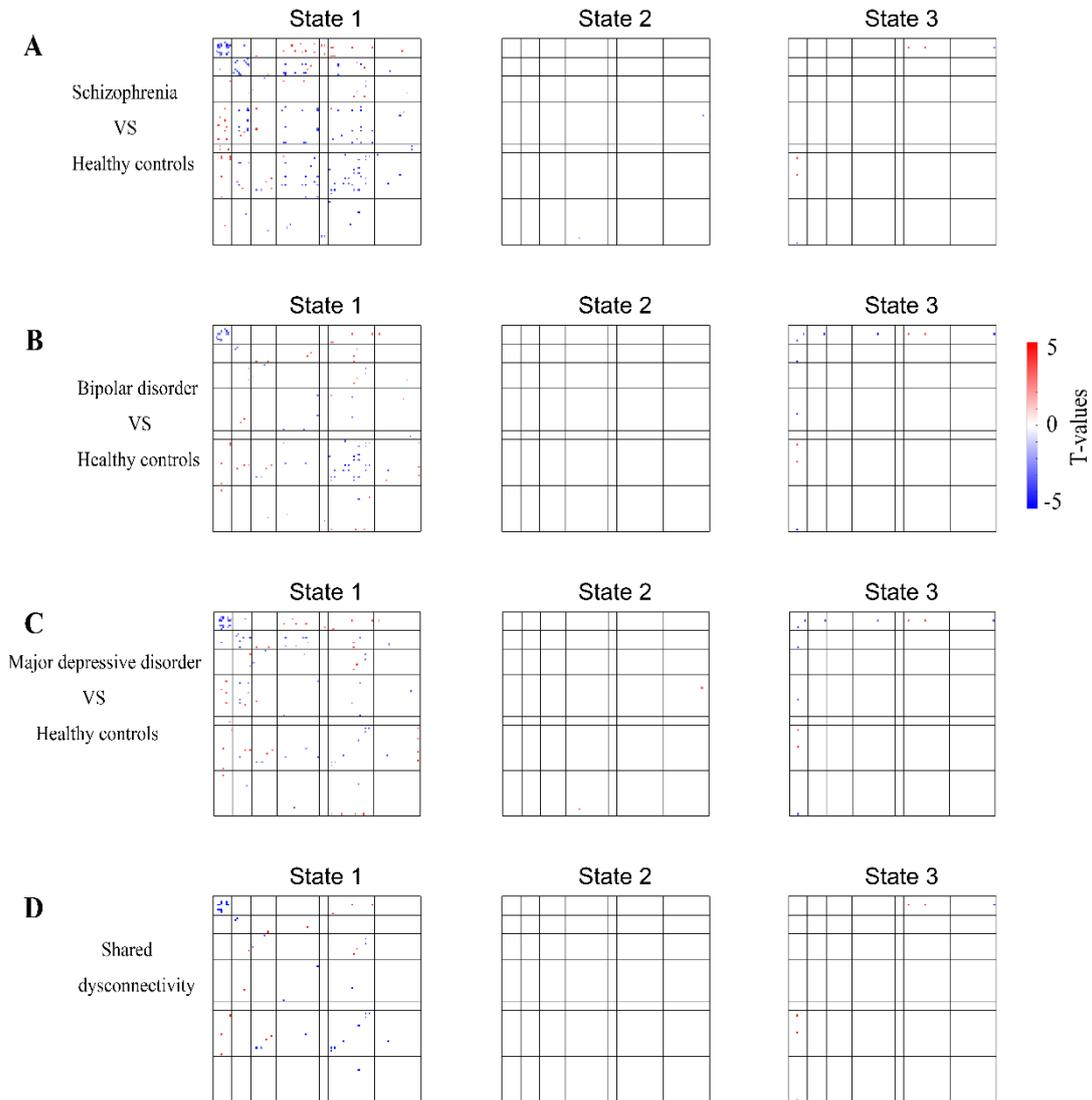 State 1 State 2 State 3
A
Schizophrenia
VS
Healthy controls
State 1 State 2 State 3
B
Bipolar disorder
VS
Healthy controls
5
0
-5
T-values
State 1 State 2 State 3
C
Major depressive disorder
VS
Healthy controls
State 1 State 2 State 3
D
Shared
dysconnectivity